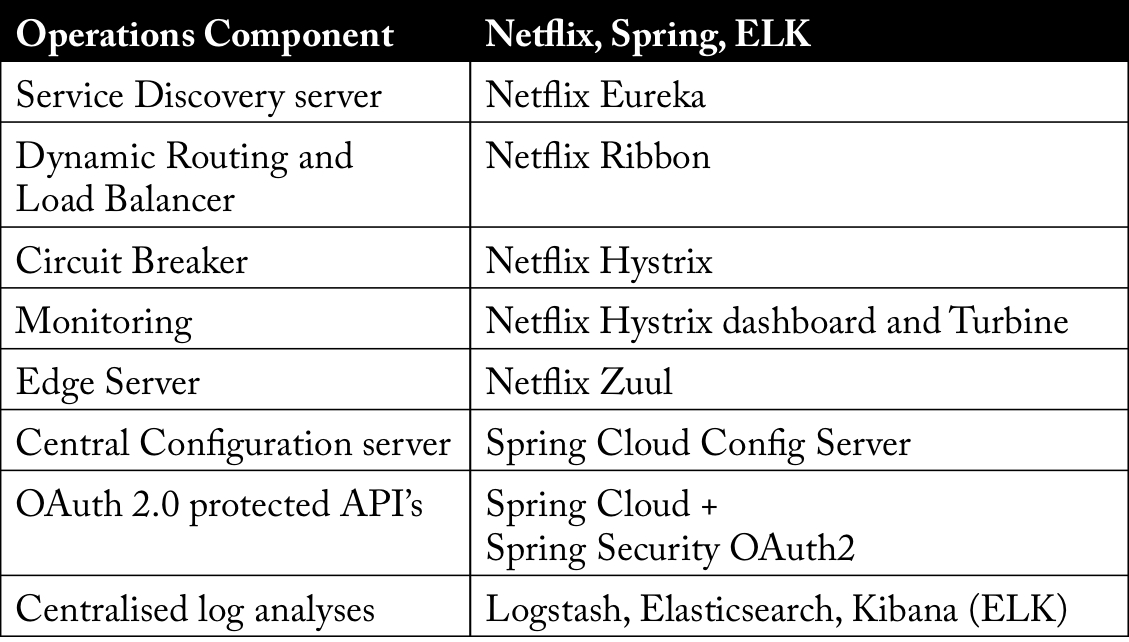 Operations Component Netflix, Spring, ELK
Service Discovery server Netflix Eureka
Dynamic Routing and Netflix Ribbon
Load Balancer
Circuit Breaker Netflix Hystrix
Monitoring Netflix Hystrix dashboard and Turbine
Edge Server Netflix Zuul
Central Configuration server Spring Cloud Config Server
OAuth 2.0 protected API’s Spring Cloud +
Spring Security OAuth2
Centralised log analyses Logstash, Elasticsearch, Kibana (ELK)